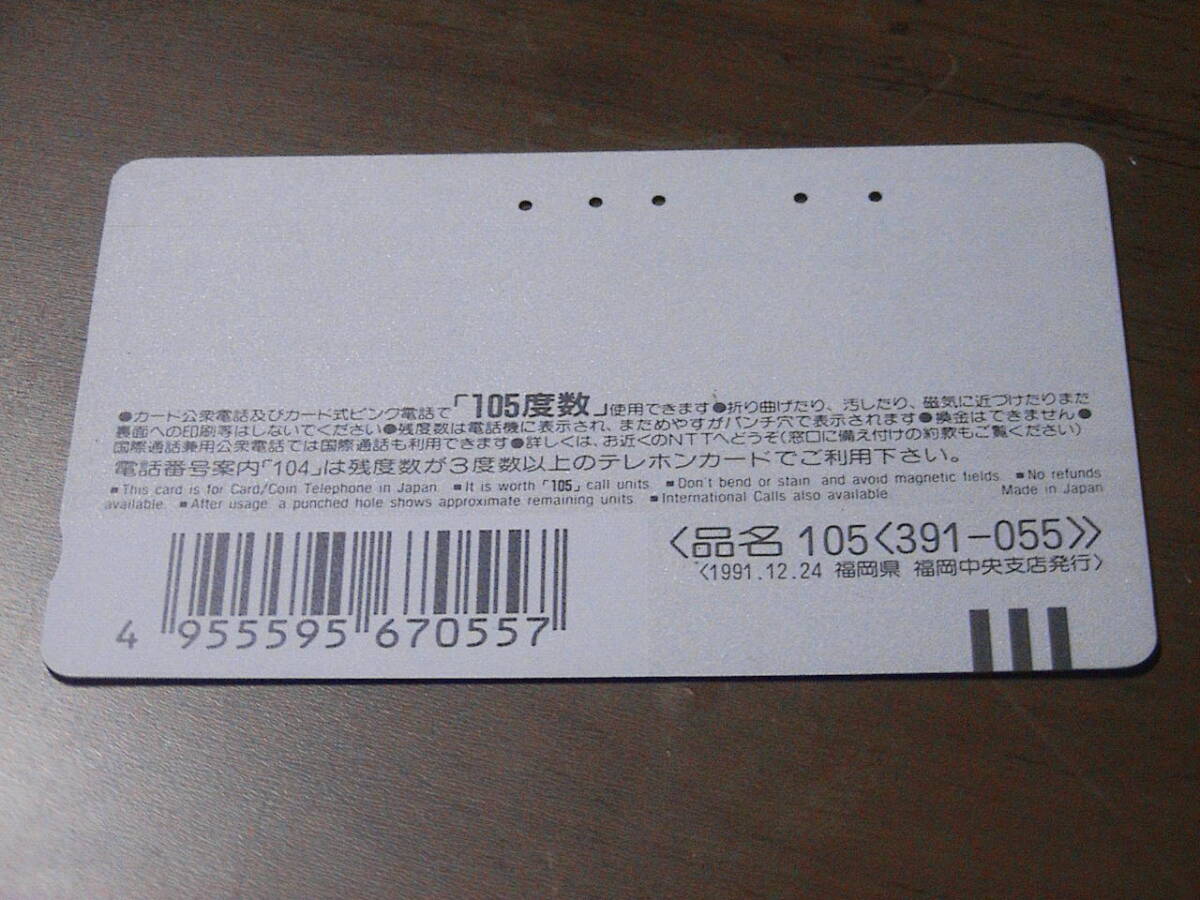 ●カード公衆電話及びカード式ピンク電話で「105度数」使用できます●折り曲げたり、汚したり、磁気に近づけたりまた
裏面への印刷等はしないでください●残度数は電話機に表示され、まためやすがパンチ穴で表示されます●換金はできません●
国際通話兼用公衆電話では国際通話も利用できます●詳しくは、お近くのNTTへどうぞ(窓口に備え付けの約款もご覧ください)
電話番号案内「104」は残度数が3度数以上のテレホンカードでご利用下さい。
■This card is for Card/Coin Telephone in Japan. ■It is worth「105」call units. ■Don't bend or stain and avoid magnetic fields. ■No refunds
available. ■After usage, a punched hole shows approximate remaining units. ■International Calls also available. Made in Japan
〈品名 105〈391-055〉〉
〈1991.12.24 福岡県 福岡中央支店発行〉
4 955595 670557